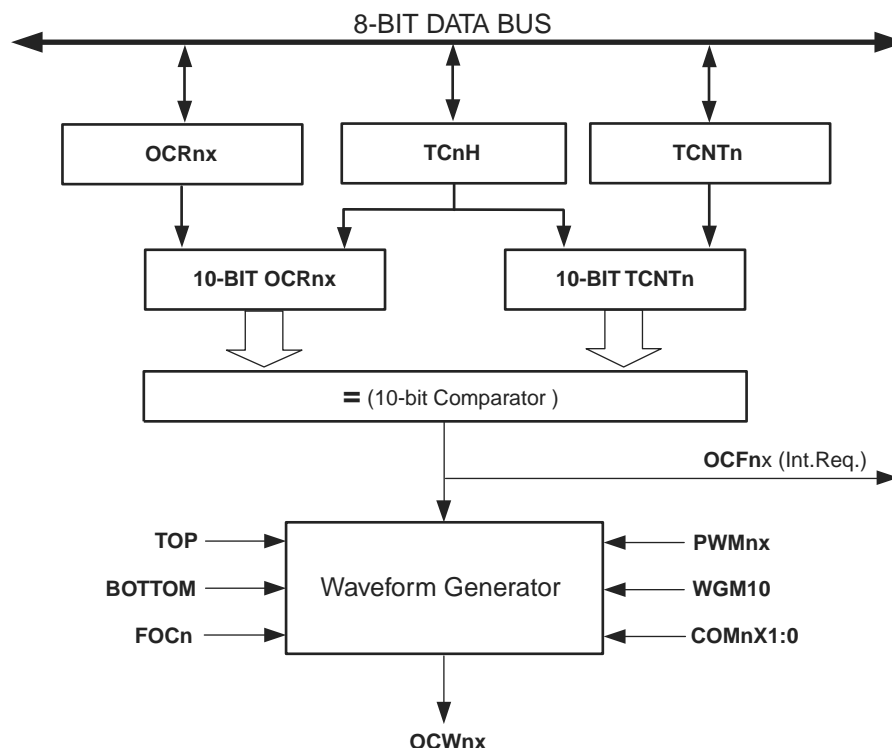 8-BIT DATA BUS
OCRnx
TCnH
TCNTn
10-BIT OCRnx
10-BIT TCNTn
= (10-bit Comparator )
OCFnx (Int.Req.)
TOP
BOTTOM
FOCn
Waveform Generator
PWMnx
WGM10
COMnX1:0
OCWnx